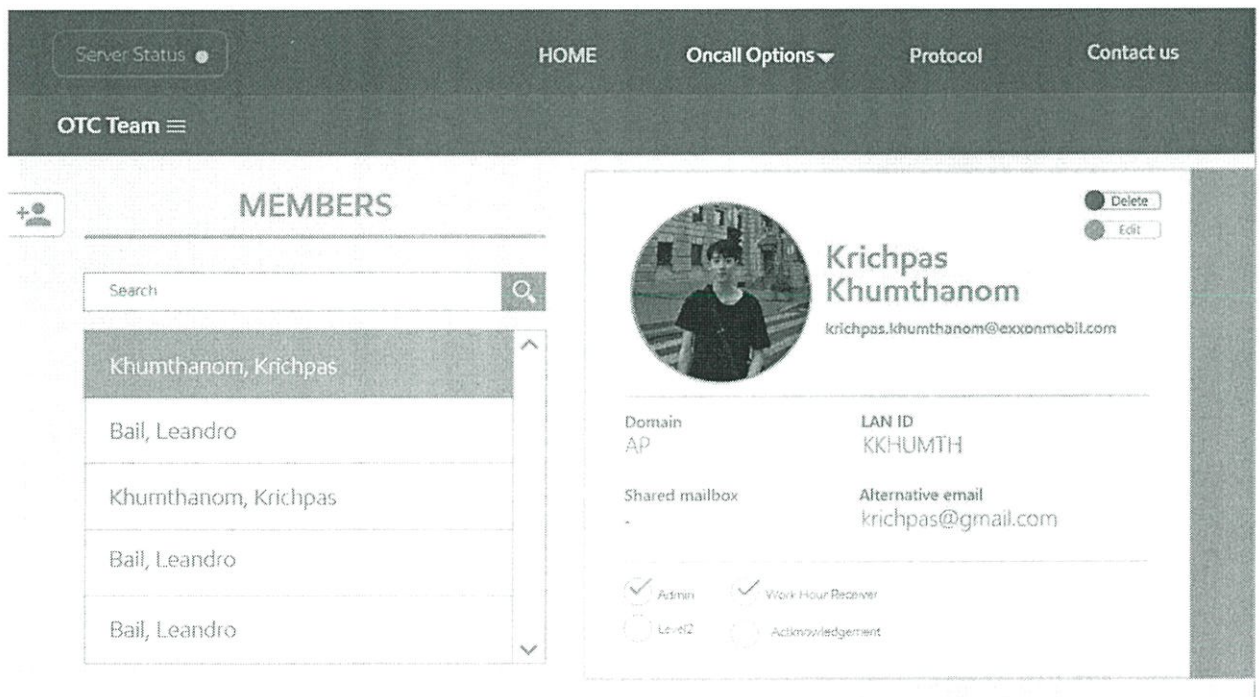 Server Status
HOME
Oncall Options
Protocol
Contact us
OTC Team
MEMBERS
Search
Khumthanom, Krichpas
Bail, Leandro
Khumthanom, Krichpas
Bail, Leandro
Bail, Leandro
Delete
Edit
Krichpas
Khumthanom
krichpas.khumthanom@exxonmobil.com
Domain
AP
LAN ID
KKHUMTH
Shared mailbox
-
Alternative email
krichpas@gmail.com
Admin
Work Hour Receiver
Level2
Acknowledgement